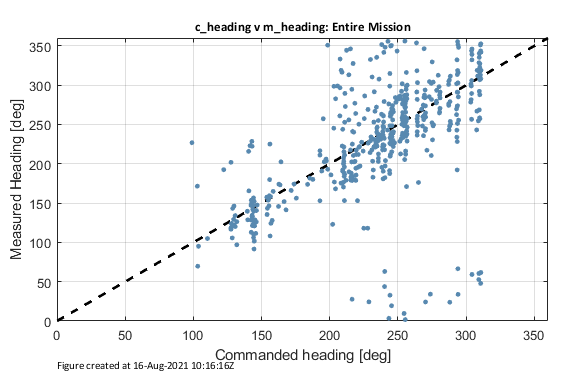 c_heading v m_heading: Entire Mission
350
300
250
200
150
100
50
0
Measured Heading [deg]
0 50 100 150 200 250 300 350
Commanded heading [deg]
Figure created at 16-Aug-2021 10:16:16Z